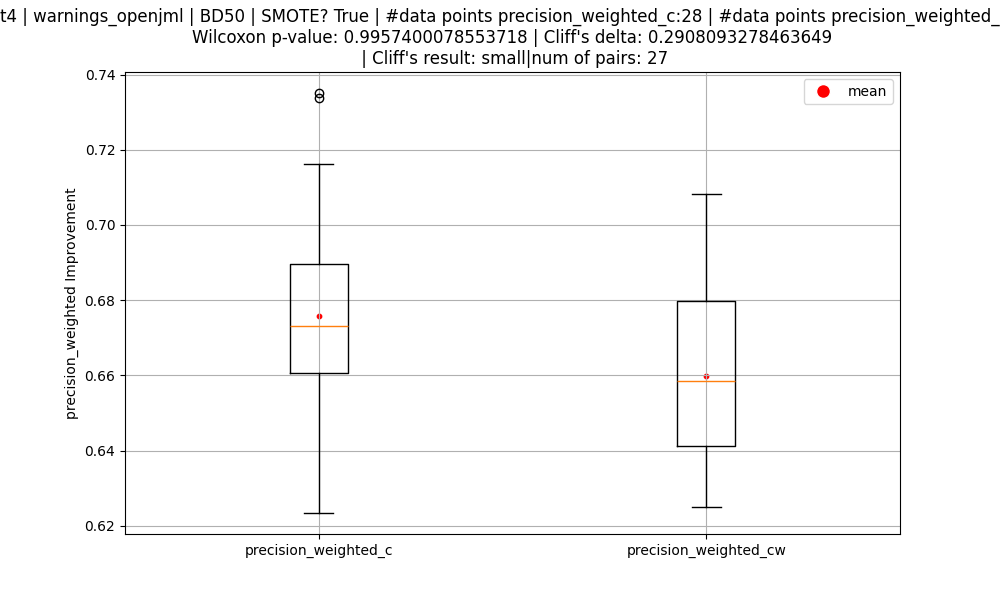 t4 | warnings_openjml | BD50 | SMOTE? True | #data points precision_weighted_c:28 | #data points precision_weighted_
Wilcoxon p-value: 0.9957400078553718 | Cliff's delta: 0.2908093278463649
| Cliff's result: small|num of pairs: 27
mean
0.74
0.72
0.70
0.68
0.66
0.64
0.62
precision_weighted Improvement
precision_weighted_c
precision_weighted_cw